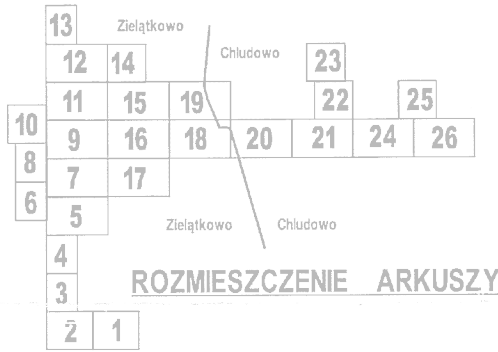 13 Zielątkowo
12 14 Chludowo 23
11 15 19 22 25
10
9 16 18 20 21 24 26
8
7 17
6
5 Zielątkowo Chludowo
4
3 ROZMIESZCZENIE ARKUSZY
2 1